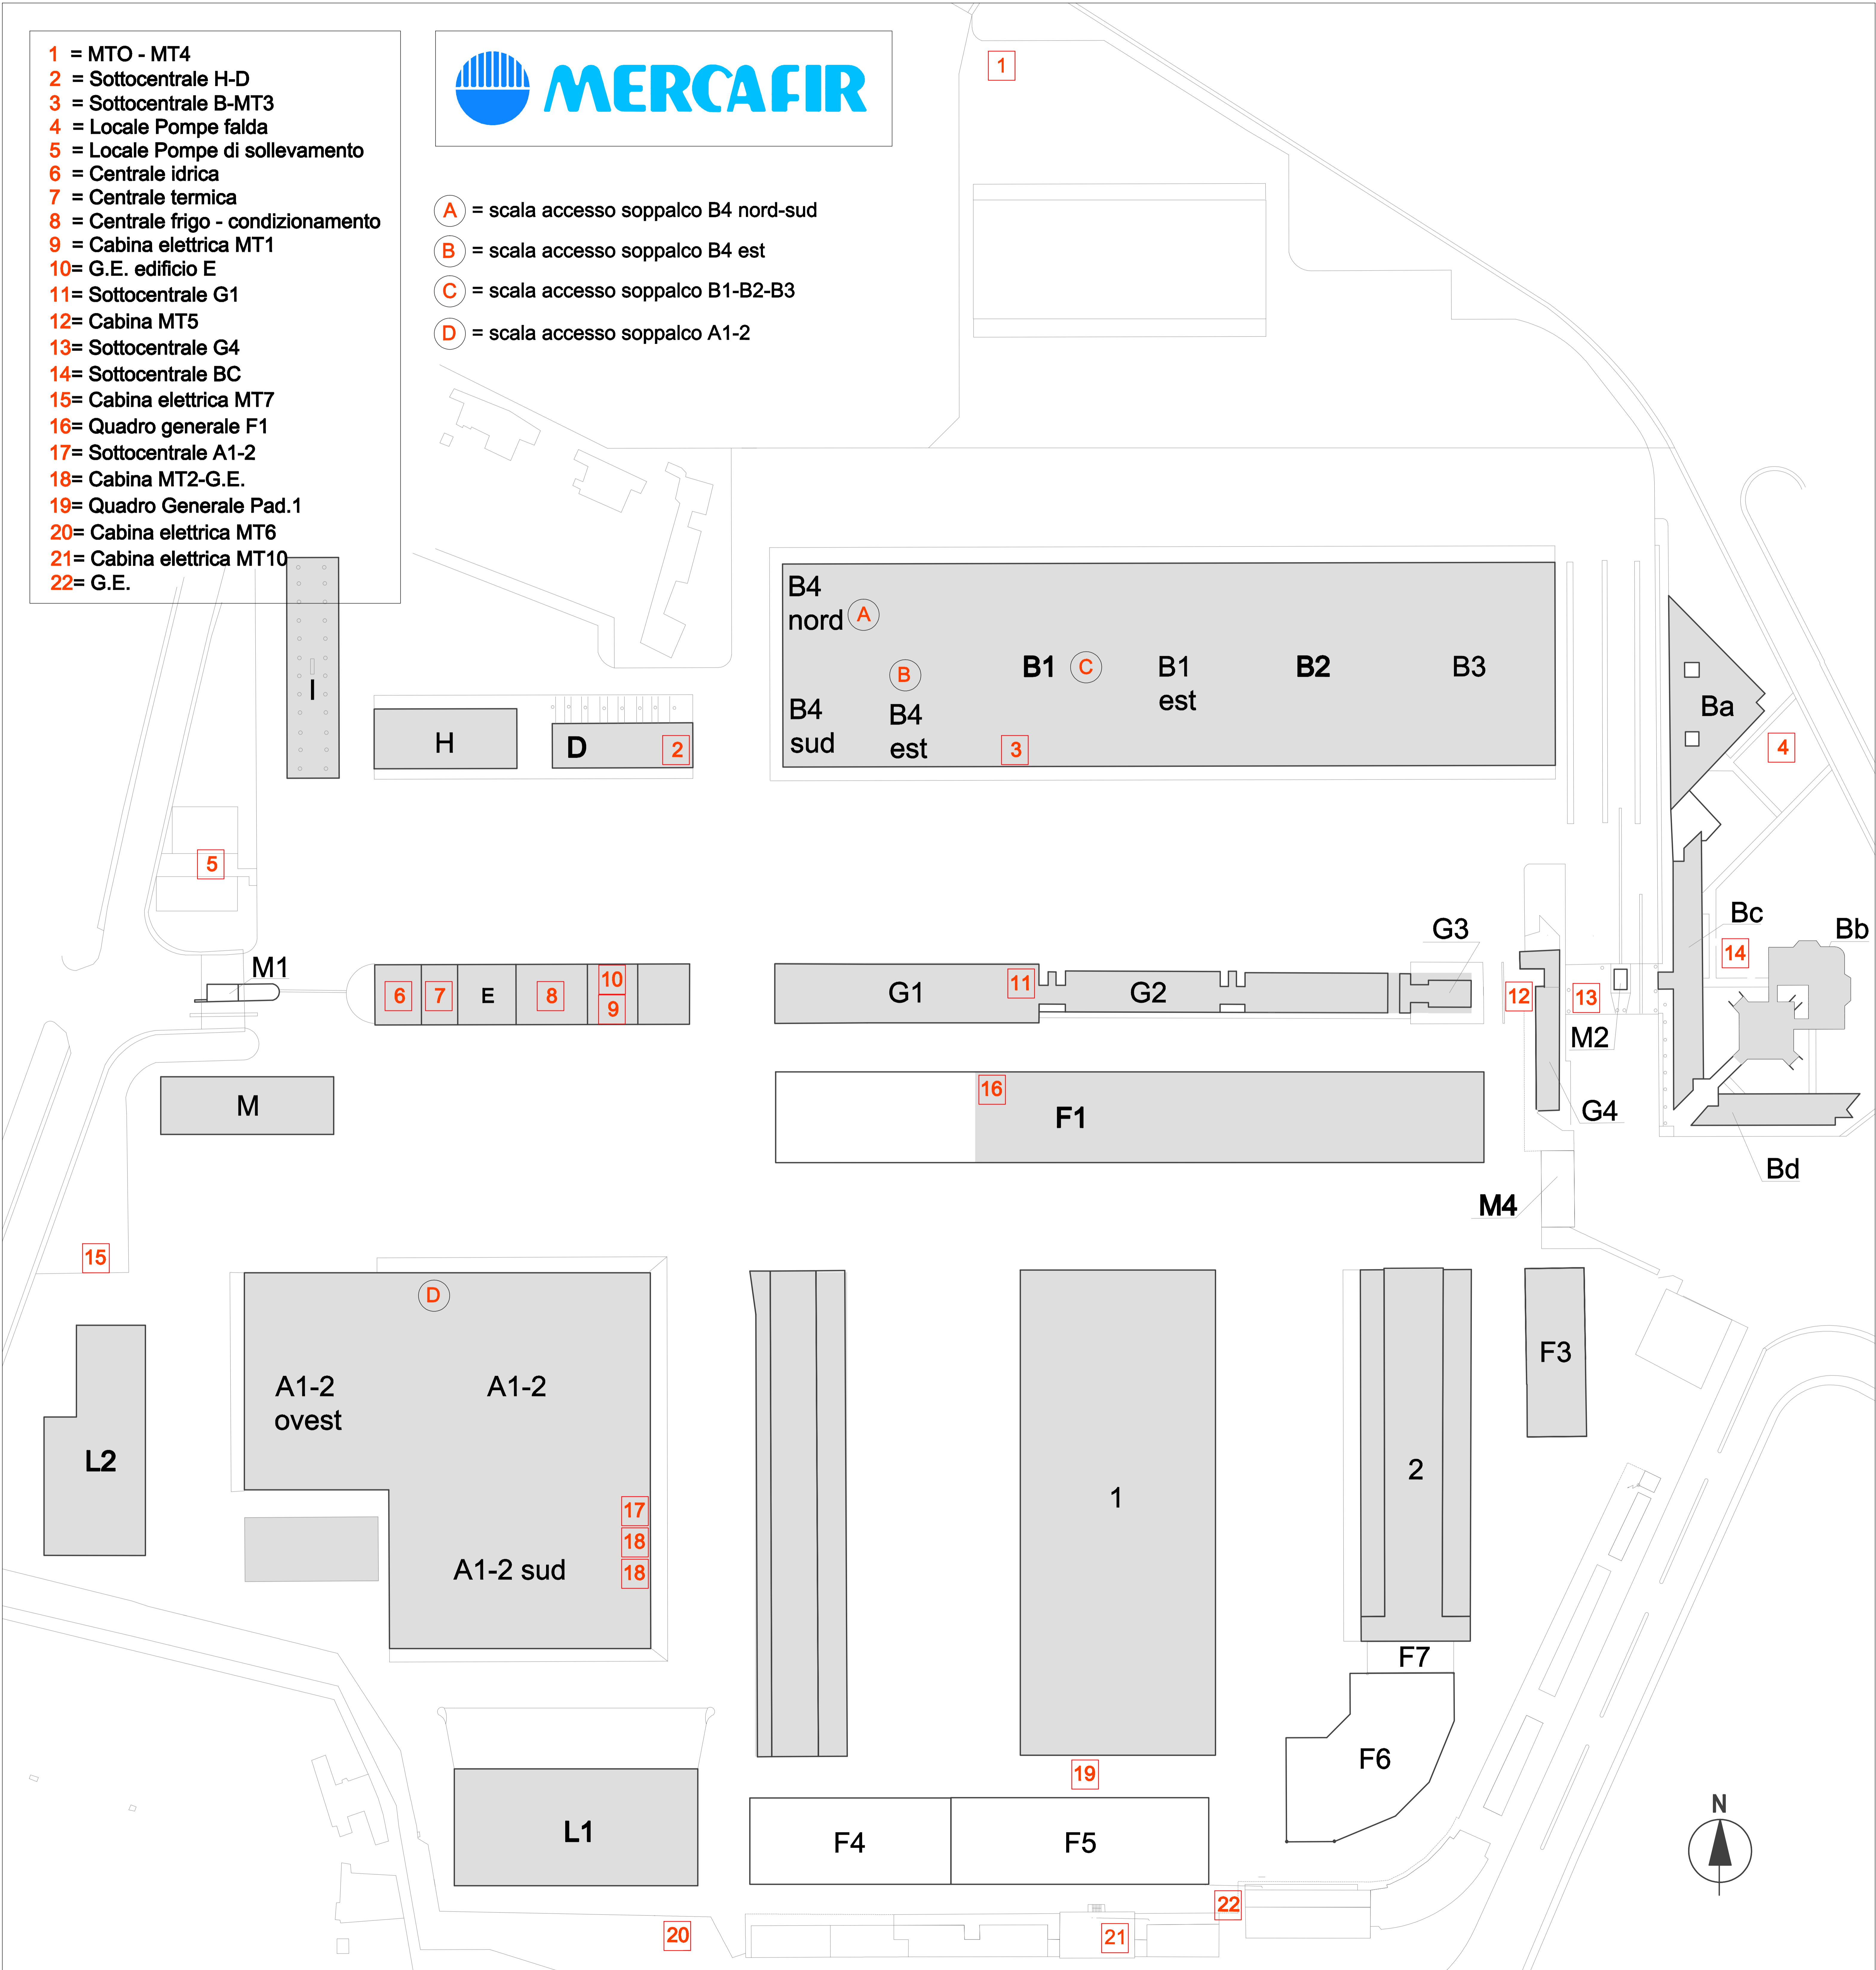 1 = MTO - MT4
2 = Sottocentrale H-D
3 = Sottocentrale B-MT3
4 = Locale Pompe falda
5 = Locale Pompe di sollevamento
6 = Centrale idrica
7 = Centrale termica
8 = Centrale frigo - condizionamento
9 = Cabina elettrica MT1
10= G.E. edificio E
11= Sottocentrale G1
12= Cabina MT5
13= Sottocentrale G4
14= Sottocentrale BC
15= Cabina elettrica MT7
16= Quadro generale F1
17= Sottocentrale A1-2
18= Cabina MT2-G.E.
19= Quadro Generale Pad.1
20= Cabina elettrica MT6
21= Cabina elettrica MT10
22= G.E.
MERCAFIR
A = scala accesso soppalco B4 nord-sud
B = scala accesso soppalco B4 est
C = scala accesso soppalco B1-B2-B3
D = scala accesso soppalco A1-2
1
I
H
D
2
B4
nord
A
B4
sud
B
B4
est
B1
C
3
B1
est
B2
B3
Ba
4
5
M1
6
7
E
8
10
9
G1
11
G2
G3
12
13
M2
G4
Bc
14
Bb
Bd
M
16
F1
M4
15
D
A1-2
ovest
A1-2
L2
17
18
18
A1-2 sud
1
2
F3
F7
F6
19
L1
F4
F5
N
20
21
22